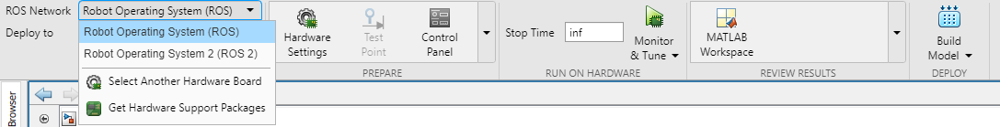 ROS Network Robot Operating System (ROS)
Deploy to
Robot Operating System (ROS)
Robot Operating System 2 (ROS 2)
Select Another Hardware Board
Get Hardware Support Packages
Hardware
Settings
Test
Point
Control
Panel
PREPARE
Stop Time inf
Monitor
& Tune
RUN ON HARDWARE
MATLAB
Workspace
REVIEW RESULTS
Build
Model
DEPLOY
Browser